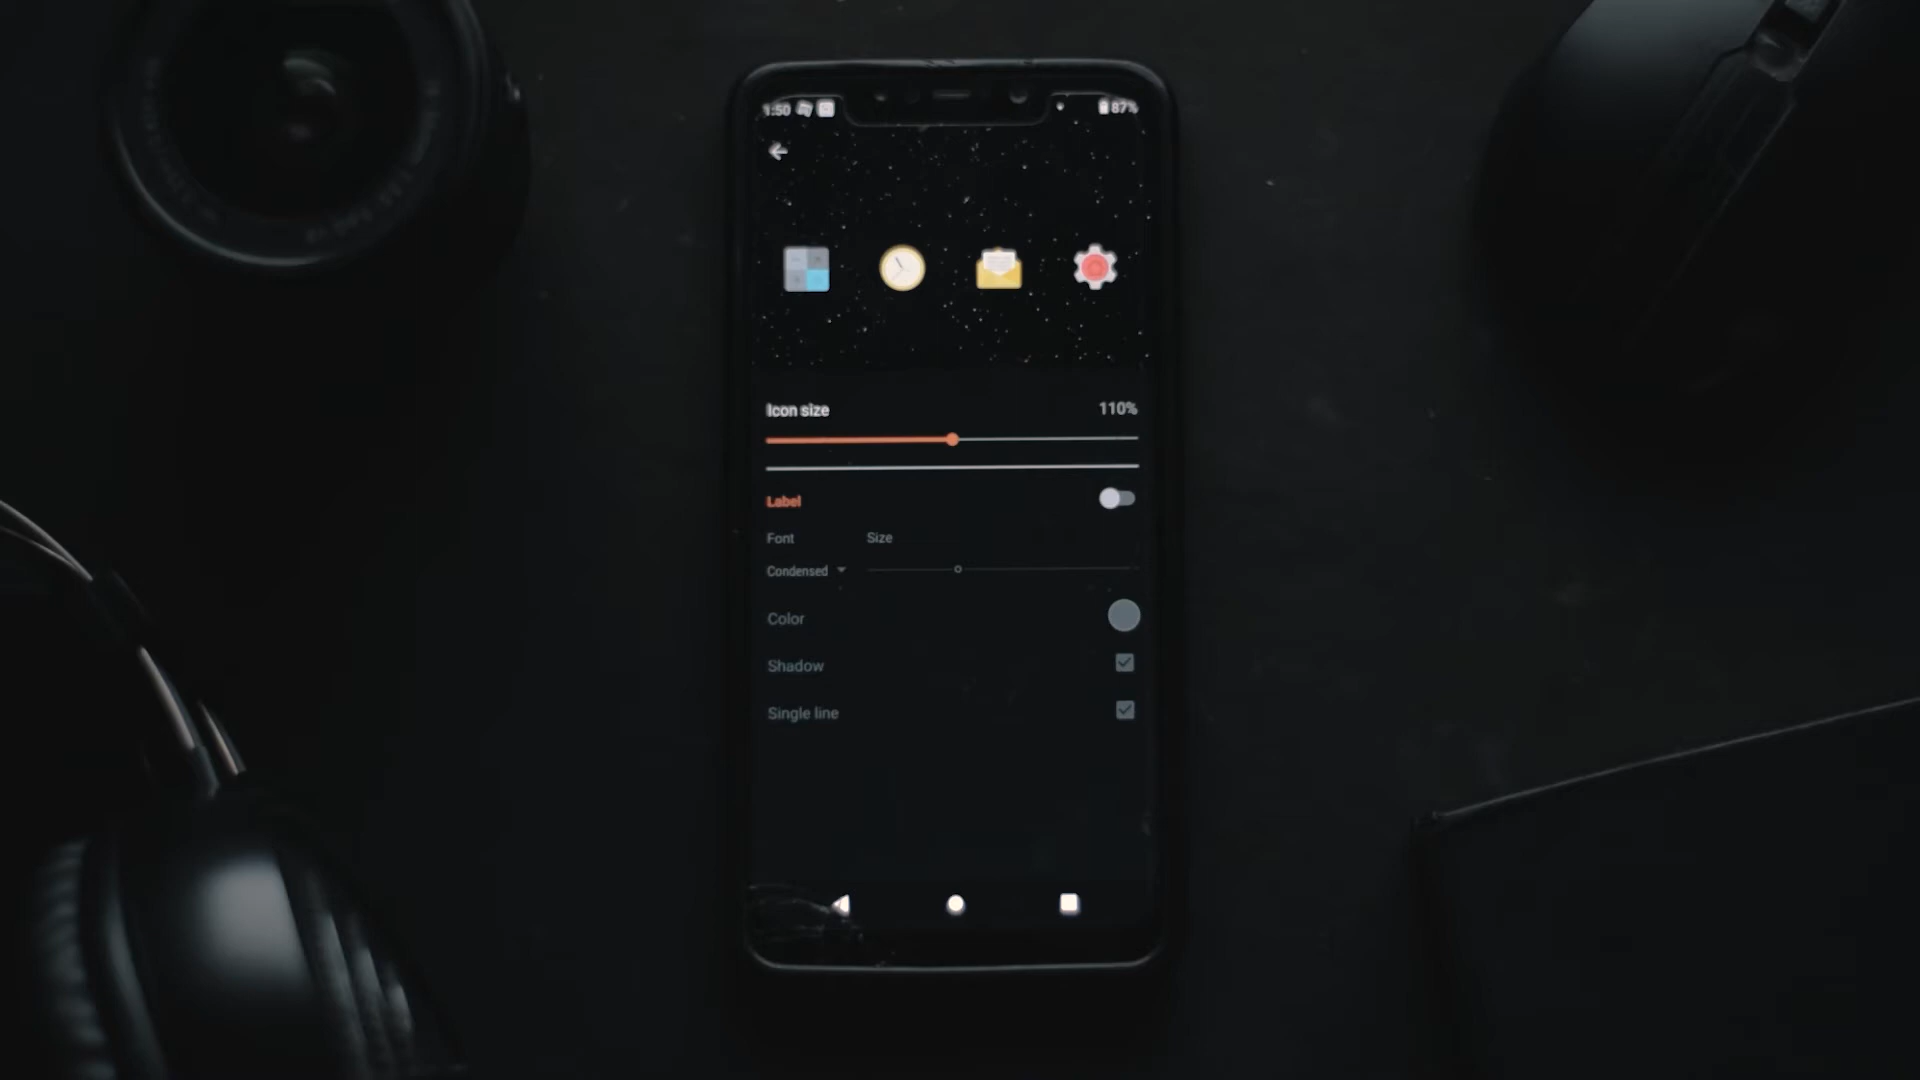 1:50 87%
Icon size 110%
Label
Font Size
Condensed
Color
Shadow
Single line